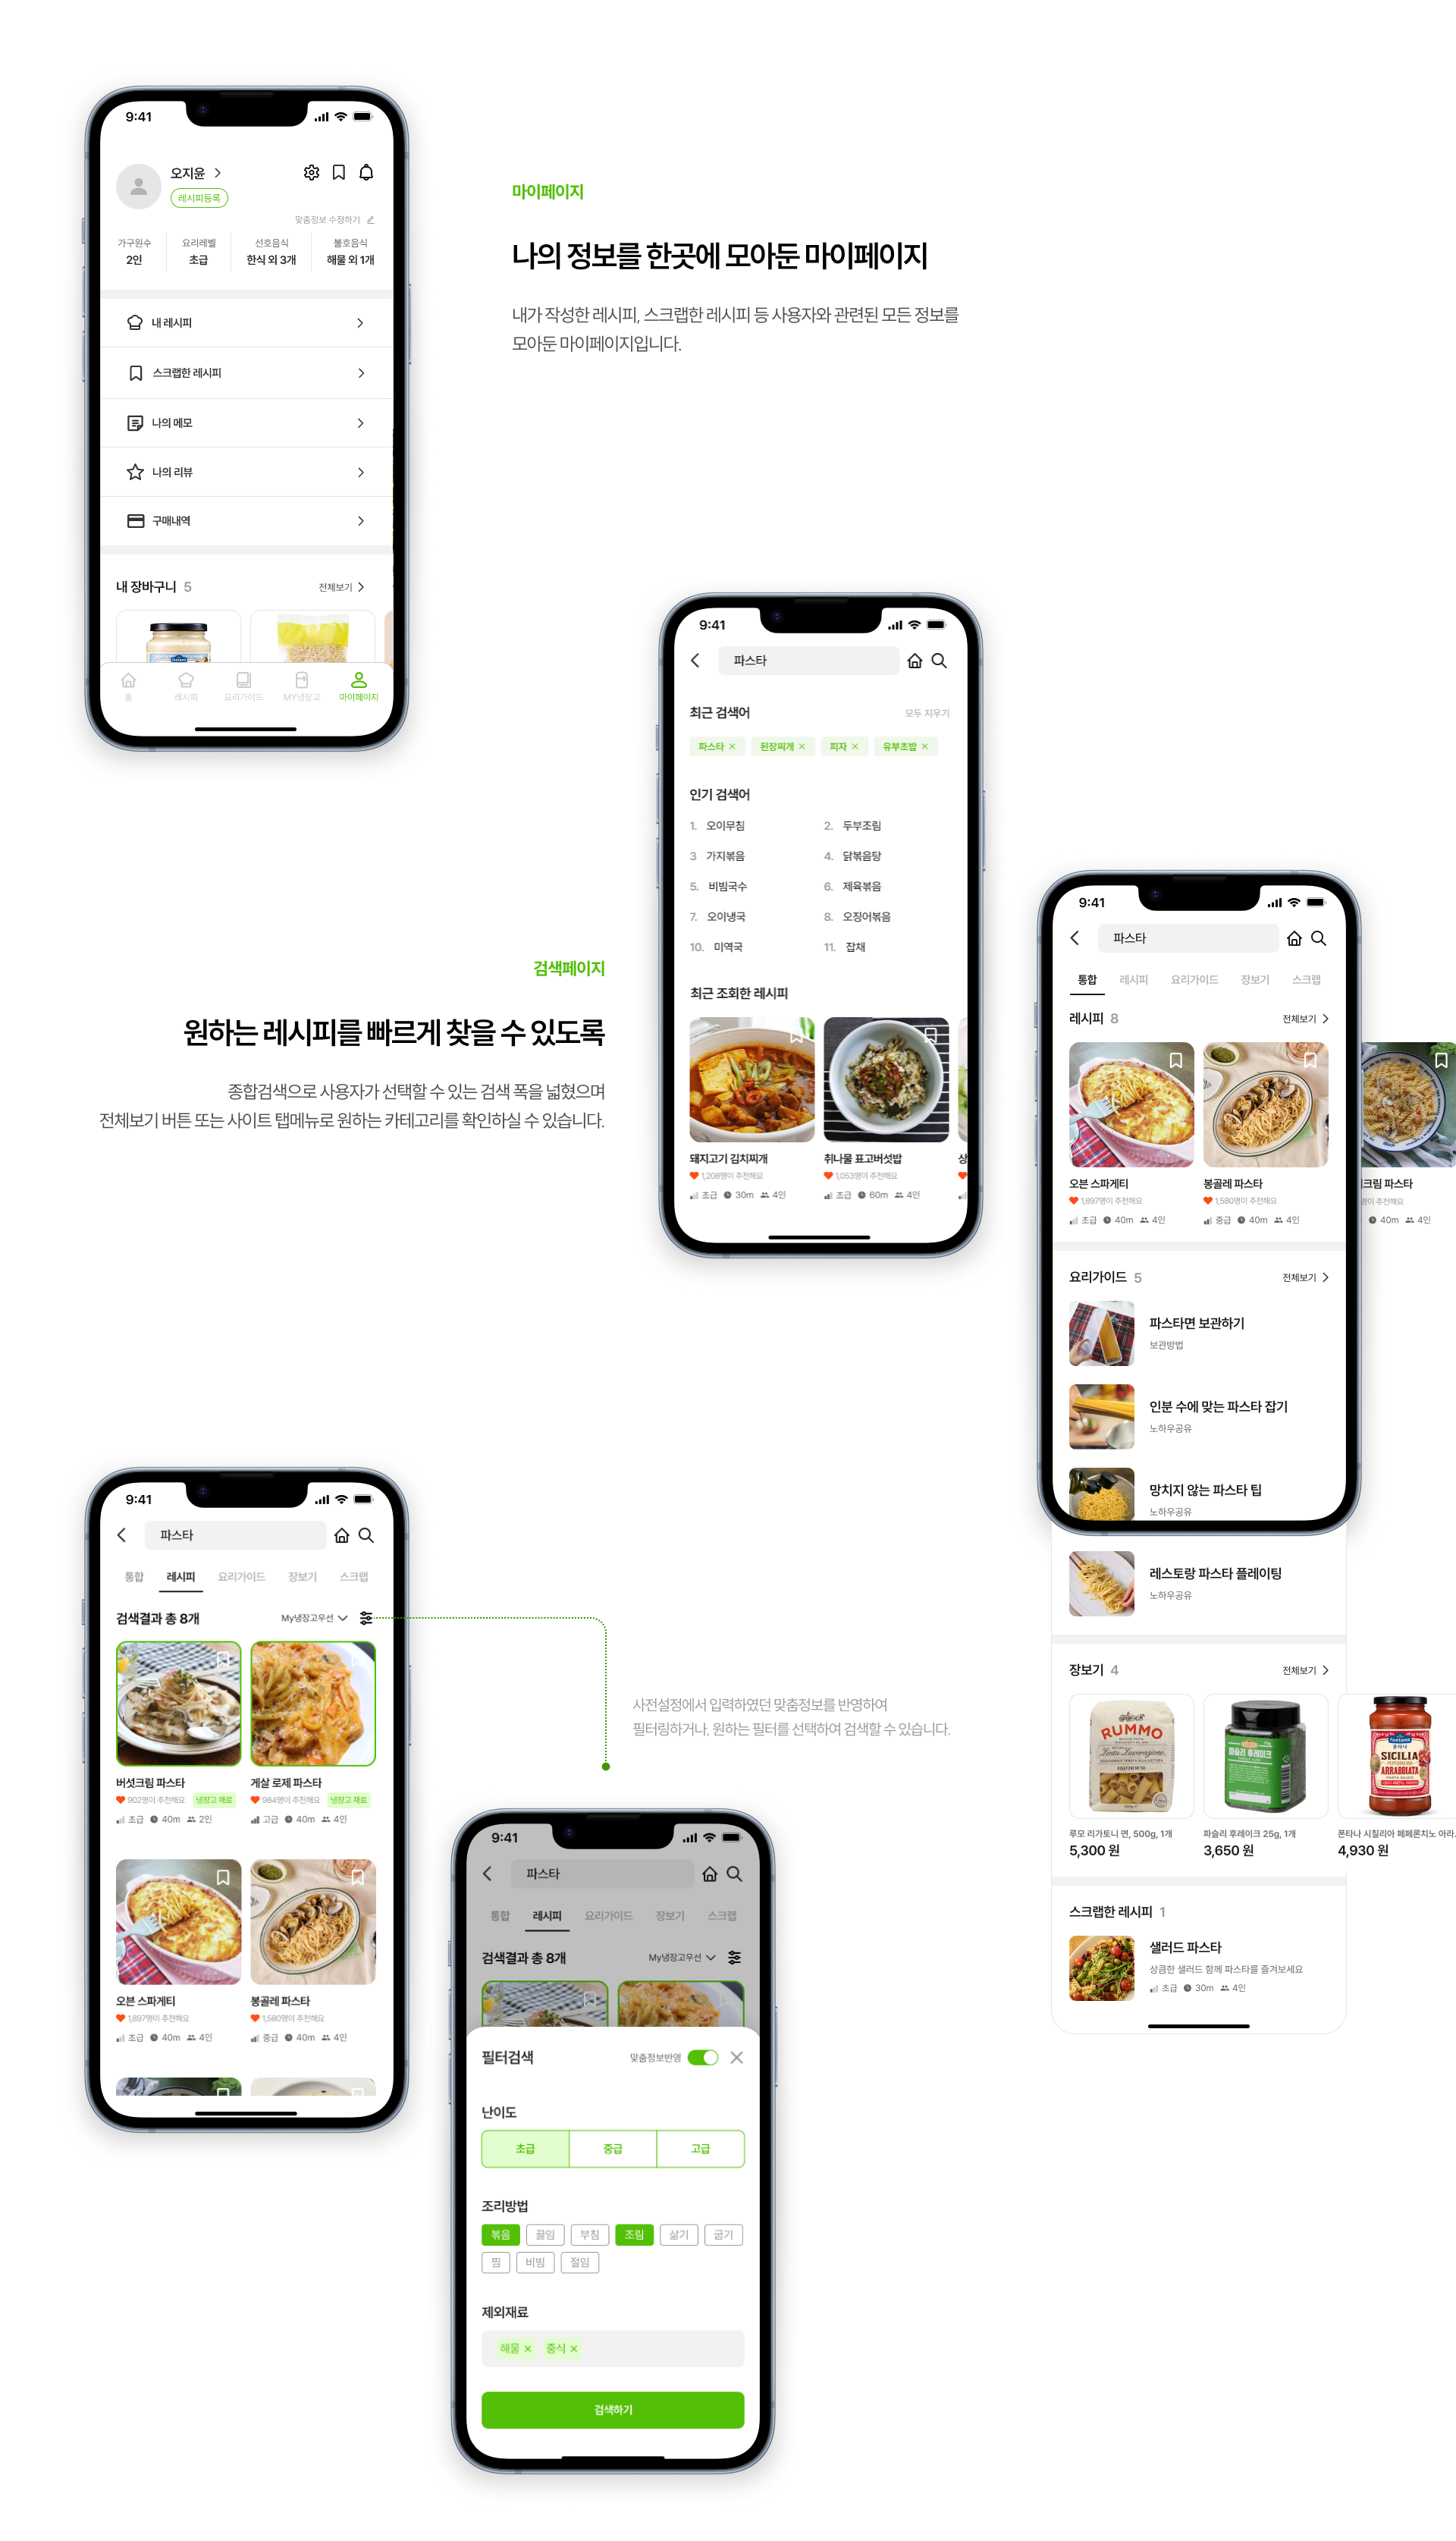 9:41
오지윤
레시피등록
맞춤정보 수정하기
가구원수 요리레벨 선호음식 불호음식
2인 초급 한식 외 3개 해물 외 1개
내 레시피
스크랩한 레시피
나의 메모
나의 리뷰
구매내역
내 장바구니 5 전체보기
홈 레시피 요리가이드 MY냉장고 마이페이지
마이페이지
나의 정보를 한곳에 모아둔 마이페이지
내가 작성한 레시피, 스크랩한 레시피 등 사용자와 관련된 모든 정보를
모아둔 마이페이지입니다.
9:41
파스타
최근 검색어 모두 지우기
파스타 된장찌개 피자 유부초밥
인기 검색어
1. 오이무침 2. 두부조림
3 가지볶음 4. 닭볶음탕
5. 비빔국수 6. 제육볶음
7. 오이냉국 8. 오징어볶음
10. 미역국 11. 잡채
최근 조회한 레시피
돼지고기 김치찌개 취나물 표고버섯밥 상
1,208명이 추천해요 1,053명이 추천해요
초급 30m 4인 초급 60m 4인
검색페이지
원하는 레시피를 빠르게 찾을 수 있도록
종합검색으로 사용자가 선택할 수 있는 검색 폭을 넓혔으며
전체보기 버튼 또는 사이트 탭메뉴로 원하는 카테고리를 확인하실 수 있습니다.
9:41
파스타
통합 레시피 요리가이드 장보기 스크랩
레시피 8 전체보기
오븐 스파게티 봉골레 파스타 크림 파스타
1,897명이 추천해요 1,580명이 추천해요 명이 추천해요
초급 40m 4인 중급 40m 4인 40m 4인
요리가이드 5 전체보기
파스타면 보관하기
보관방법
인분 수에 맞는 파스타 잡기
노하우공유
망치지 않는 파스타 팁
노하우공유
레스토랑 파스타 플레이팅
노하우공유
장보기 4 전체보기
RUMMO
Lenta Lavorazione
파슬리 후레이크
Fontana
폰타나
SICILIA
PEPERONCINO
ARRABBIATA
루모 리가토니 면, 500g, 1개 파슬리 후레이크 25g, 1개 폰타나 시칠리아 페페론치노 아라
5,300 원 3,650 원 4,930 원
스크랩한 레시피 1
샐러드 파스타
상큼한 샐러드 함께 파스타를 즐겨보세요
초급 30m 4인
9:41
파스타
통합 레시피 요리가이드 장보기 스크랩
검색결과 총 8개 My냉장고우선
버섯크림 파스타 게살 로제 파스타
902명이 추천해요 냉장고 재료 984명이 추천해요 냉장고 재료
초급 40m 2인 고급 40m 4인
오븐 스파게티 봉골레 파스타
1,897명이 추천해요 1,580명이 추천해요
초급 40m 4인 중급 40m 4인
사전설정에서 입력하였던 맞춤정보를 반영하여
필터링하거나, 원하는 필터를 선택하여 검색할 수 있습니다.
9:41
파스타
통합 레시피 요리가이드 장보기 스크랩
검색결과 총 8개 My냉장고우선
필터검색 맞춤정보반영
난이도
초급 중급 고급
조리방법
볶음 끓임 부침 조림 삶기 굽기
찜 비빔 절임
제외재료
해물 중식
검색하기